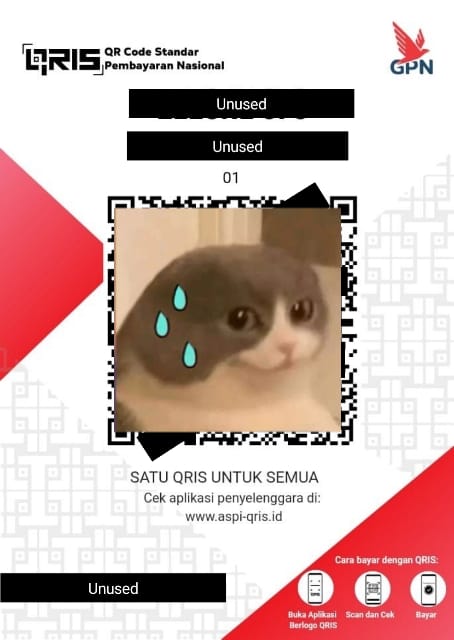 QRIS
QR Code Standar
Pembayaran Nasional
GPN
Unused
Unused
01
SATU QRIS UNTUK SEMUA
Cek aplikasi penyelenggara di:
www.aspi-qris.id
Unused
Cara bayar dengan QRIS:
Buka Aplikasi
Berlogo QRIS
Scan dan Cek
Bayar